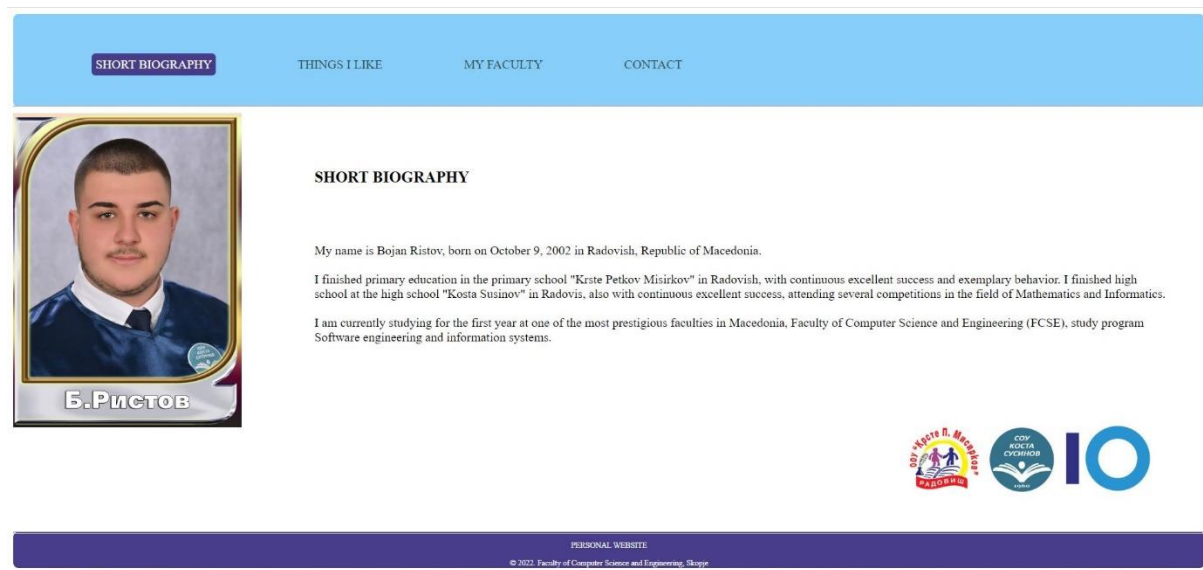 SHORT BIOGRAPHY THINGS I LIKE MY FACULTY CONTACT
SHORT BIOGRAPHY
My name is Bojan Ristov, born on October 9, 2002 in Radovish, Republic of Macedonia.
I finished primary education in the primary school "Krste Petkov Misirkov" in Radovish, with continuous excellent success and exemplary behavior. I finished high
school at the high school "Kosta Susinov" in Radovis, also with continuous excellent success, attending several competitions in the field of Mathematics and Informatics.
I am currently studying for the first year at one of the most prestigious faculties in Macedonia, Faculty of Computer Science and Engineering (FCSE), study program
Software engineering and information systems.
Б.Ристов
ооу "Крсте П. Мисирков"
РАДОВИШ
СОУ
КОСТА
СУСИНОВ
PERSONAL WEBSITE
© 2022. Faculty of Computer Science and Engineering, Skopje